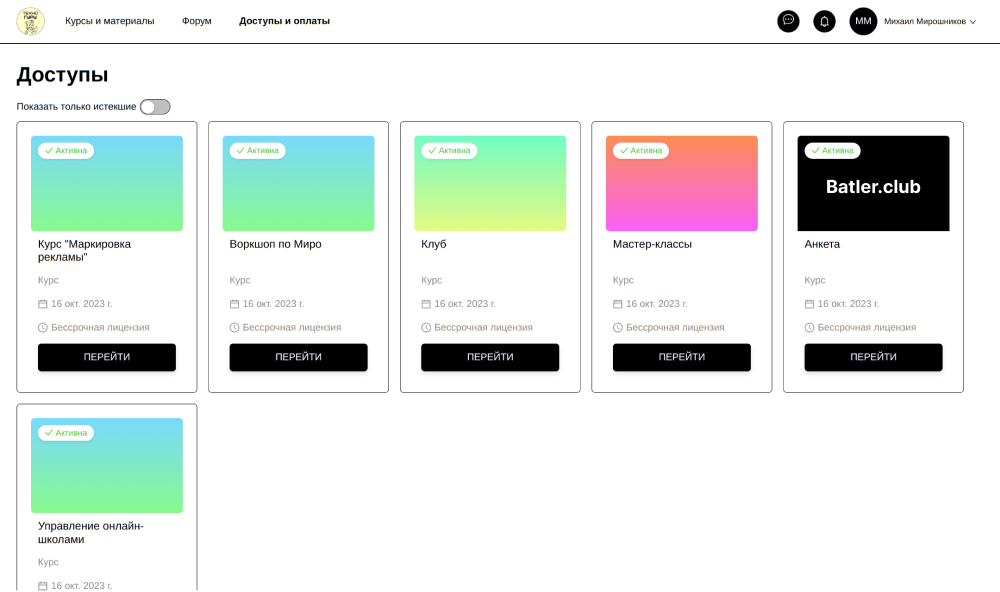 ТЕХНО
ГУРУ
Курсы и материалы
Форум
Доступы и оплаты
ММ
Михаил Мирошников
Доступы
Показать только истекшие
Активна
Курс "Маркировка
рекламы"
Курс
16 окт. 2023 г.
Бессрочная лицензия
ПЕРЕЙТИ
Активна
Воркшоп по Миро
Курс
16 окт. 2023 г.
Бессрочная лицензия
ПЕРЕЙТИ
Активна
Клуб
Курс
16 окт. 2023 г.
Бессрочная лицензия
ПЕРЕЙТИ
Активна
Мастер-классы
Курс
16 окт. 2023 г.
Бессрочная лицензия
ПЕРЕЙТИ
Активна
Batler.club
Анкета
Курс
16 окт. 2023 г.
Бессрочная лицензия
ПЕРЕЙТИ
Активна
Управление онлайн-
школами
Курс
16 окт. 2023 г.